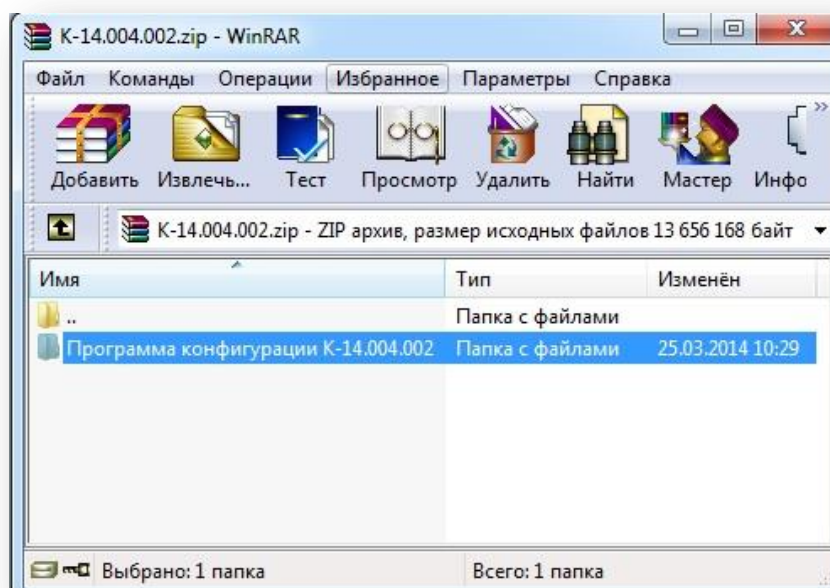 K-14.004.002.zip - WinRAR
Файл Команды Операции Избранное Параметры Справка
Добавить Извлечь... Тест Просмотр Удалить Найти Мастер Инфо
»
K-14.004.002.zip - ZIP архив, размер исходных файлов 13 656 168 байт
Имя Тип Изменён
.. Папка с файлами
Программа конфигурации K-14.004.002 Папка с файлами 25.03.2014 10:29
Выбрано: 1 папка Всего: 1 папка